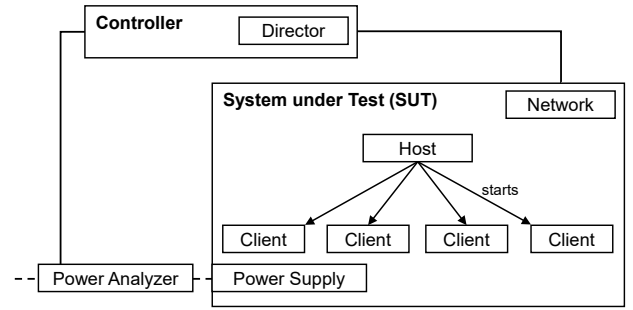 Controller
Director
System under Test (SUT)
Network
Host
starts
Client
Client
Client
Client
Power Analyzer
Power Supply